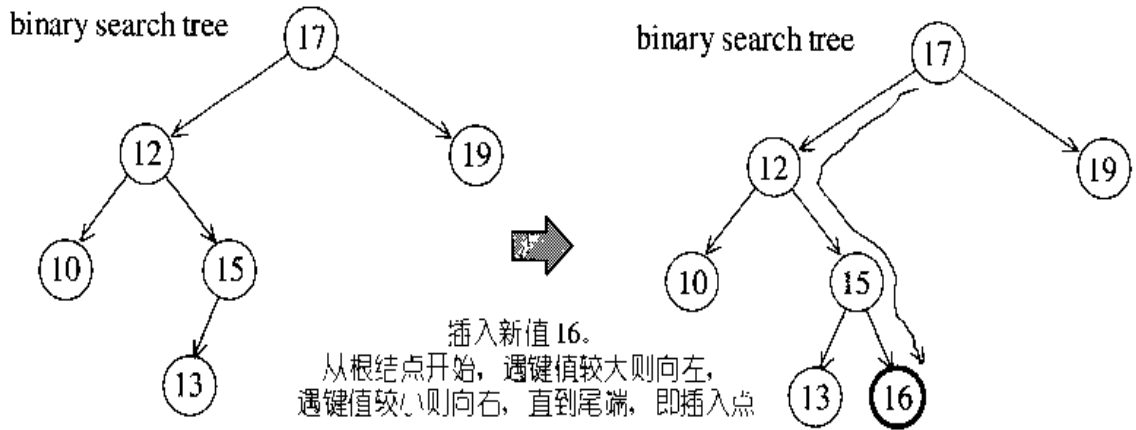 binary search tree
17
12
19
10
15
13
binary search tree
17
12
19
10
15
13
16
插入新值 16。
从根结点开始，遇键值较大则向左，
遇键值较小则向右，直到尾端，即插入点